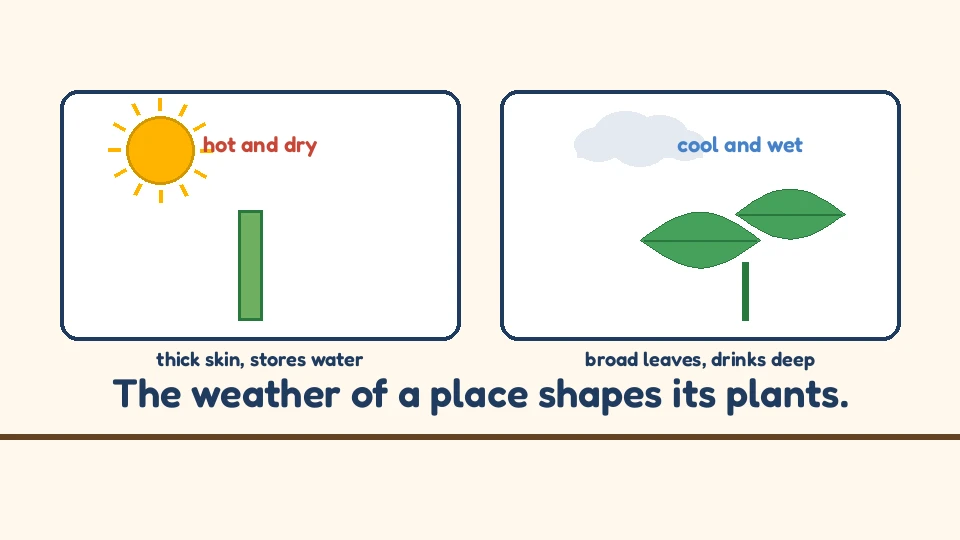 hot and dry
cool and wet
thick skin, stores water
broad leaves, drinks deep
The weather of a place shapes its plants.